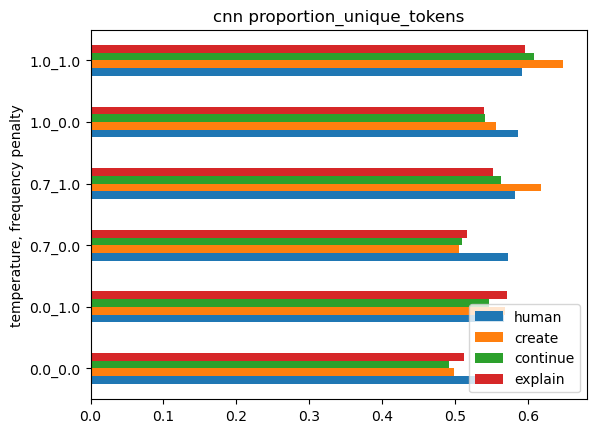 cnn proportion_unique_tokens
temperature, frequency penalty
1.0_1.0
1.0_0.0
0.7_1.0
0.7_0.0
0.0_1.0
0.0_0.0
human
create
continue
explain
0.0 0.1 0.2 0.3 0.4 0.5 0.6